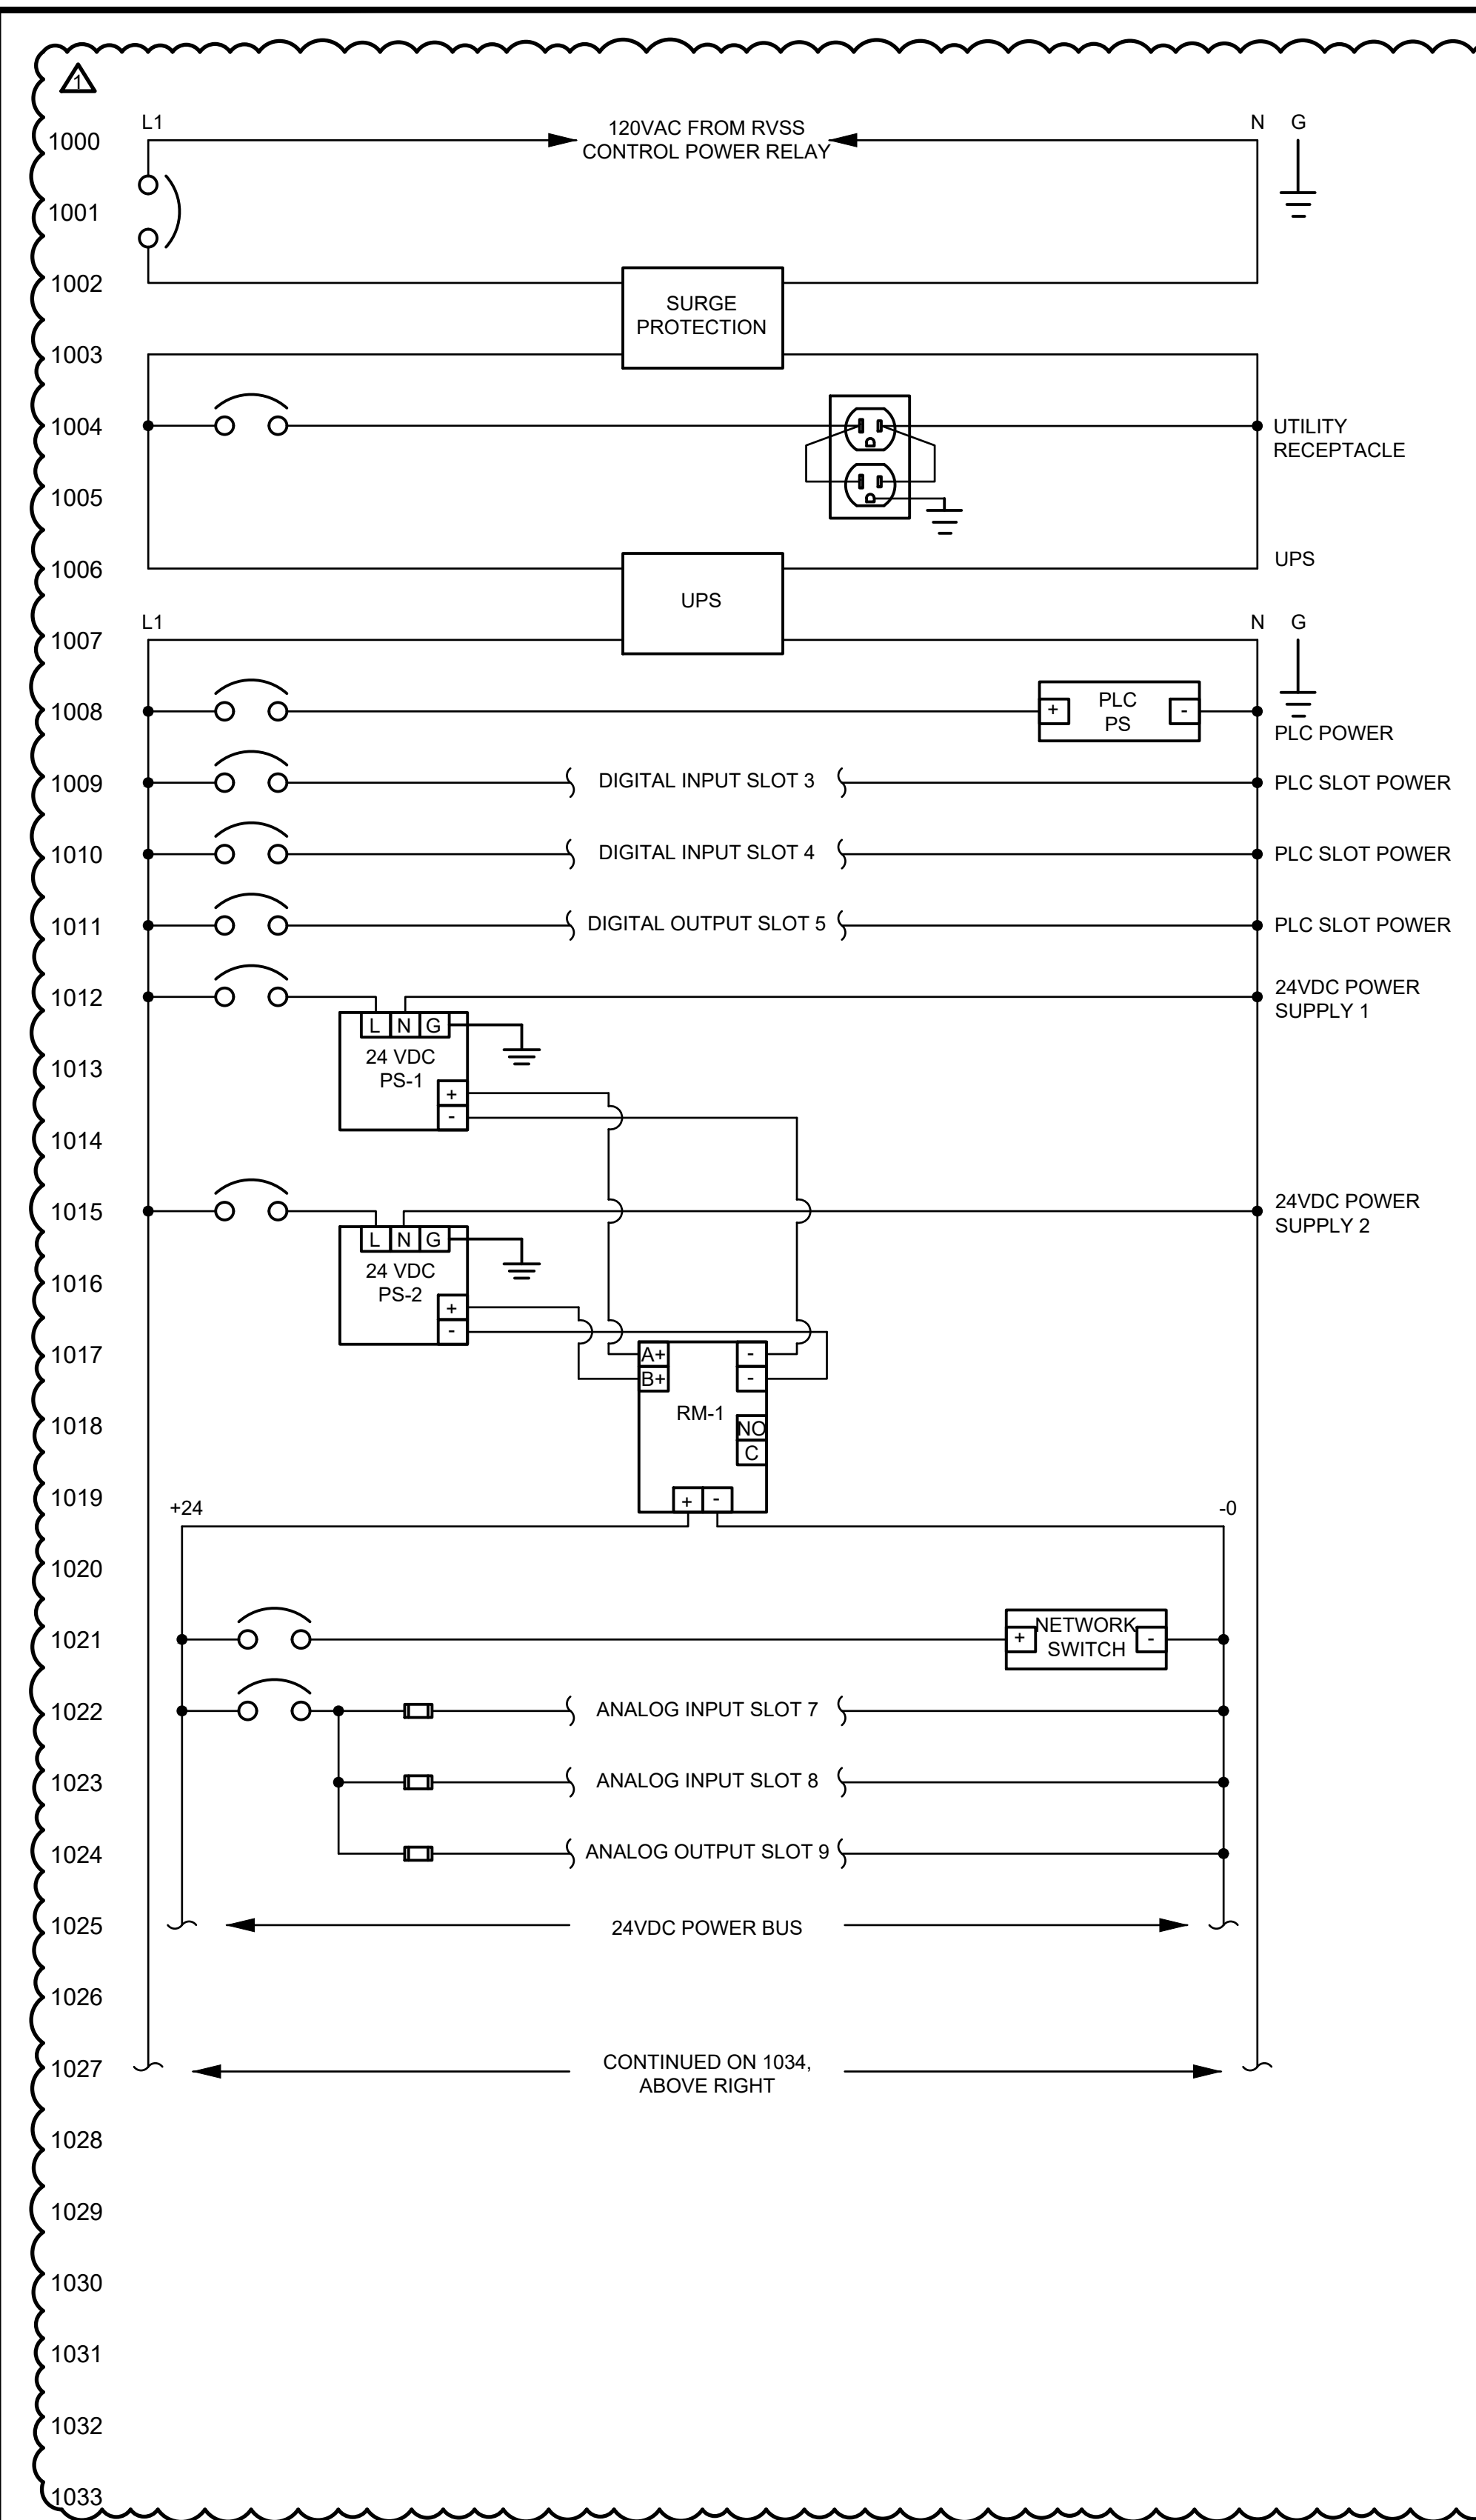 1
L1
N G
1000
120VAC FROM RVSS
CONTROL POWER RELAY
1001
1002
SURGE
PROTECTION
1003
1004
UTILITY
RECEPTACLE
1005
1006
UPS
UPS
L1
N G
1007
1008
+
PLC
PS
-
PLC POWER
1009
DIGITAL INPUT SLOT 3
PLC SLOT POWER
1010
DIGITAL INPUT SLOT 4
PLC SLOT POWER
1011
DIGITAL OUTPUT SLOT 5
PLC SLOT POWER
1012
24VDC POWER
SUPPLY 1
L N G
24 VDC
PS-1
1013
+
-
1014
1015
24VDC POWER
SUPPLY 2
L N G
24 VDC
PS-2
1016
+
-
1017
A+
-
B+
-
RM-1
1018
NO
C
1019
+ -
+24
-0
1020
1021
+
NETWORK
SWITCH
-
1022
ANALOG INPUT SLOT 7
1023
ANALOG INPUT SLOT 8
1024
ANALOG OUTPUT SLOT 9
1025
24VDC POWER BUS
1026
1027
CONTINUED ON 1034,
ABOVE RIGHT
1028
1029
1030
1031
1032
1033